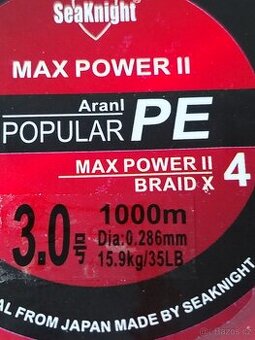 SeaKnight
MAX POWER II
AranI
POPULAR PE
MAX POWER II
BRAID X 4
3.0号
1000m
Dia:0.286mm
15.9kg/35LB
AL FROM JAPAN MADE BY SEAKNIGHT